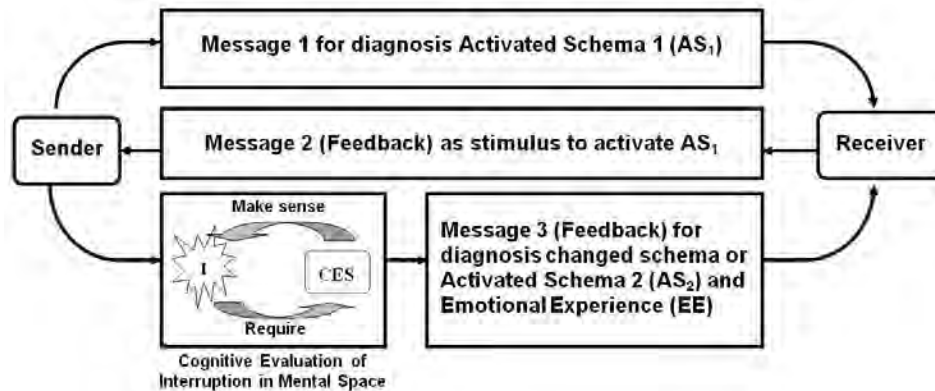 Message 1 for diagnosis Activated Schema 1 (AS₁)
Sender
Message 2 (Feedback) as stimulus to activate AS₁
Receiver
Make sense
I
CES
Require
Message 3 (Feedback) for
diagnosis changed schema or
Activated Schema 2 (AS₂) and
Emotional Experience (EE)
Cognitive Evaluation of
Interruption in Mental Space